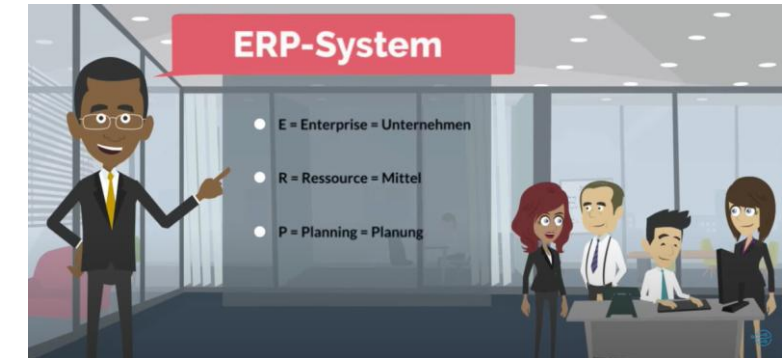 ERP-System
E = Enterprise = Unternehmen
R = Ressource = Mittel
P = Planning = Planung